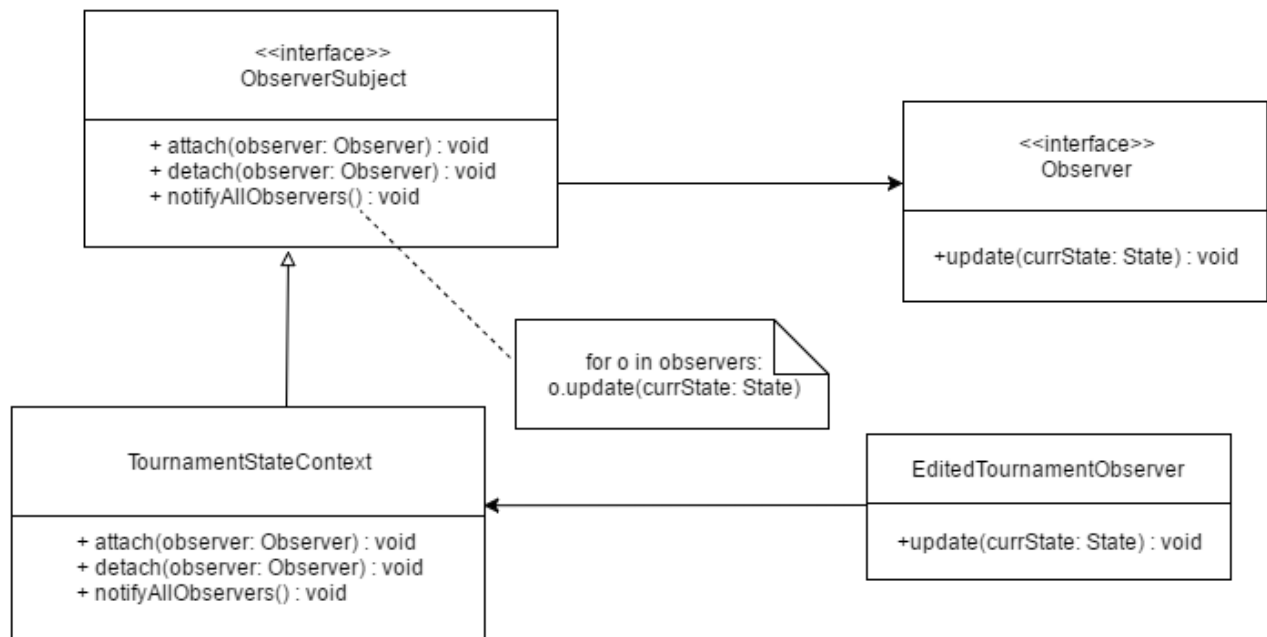 <<interface>>
ObserverSubject
+ attach(observer: Observer) : void
+ detach(observer: Observer) : void
+ notifyAllObservers() : void
<<interface>>
Observer
+update(currState: State) : void
for o in observers:
o.update(currState: State)
TournamentStateContext
+ attach(observer: Observer) : void
+ detach(observer: Observer) : void
+ notifyAllObservers() : void
EditedTournamentObserver
+update(currState: State) : void